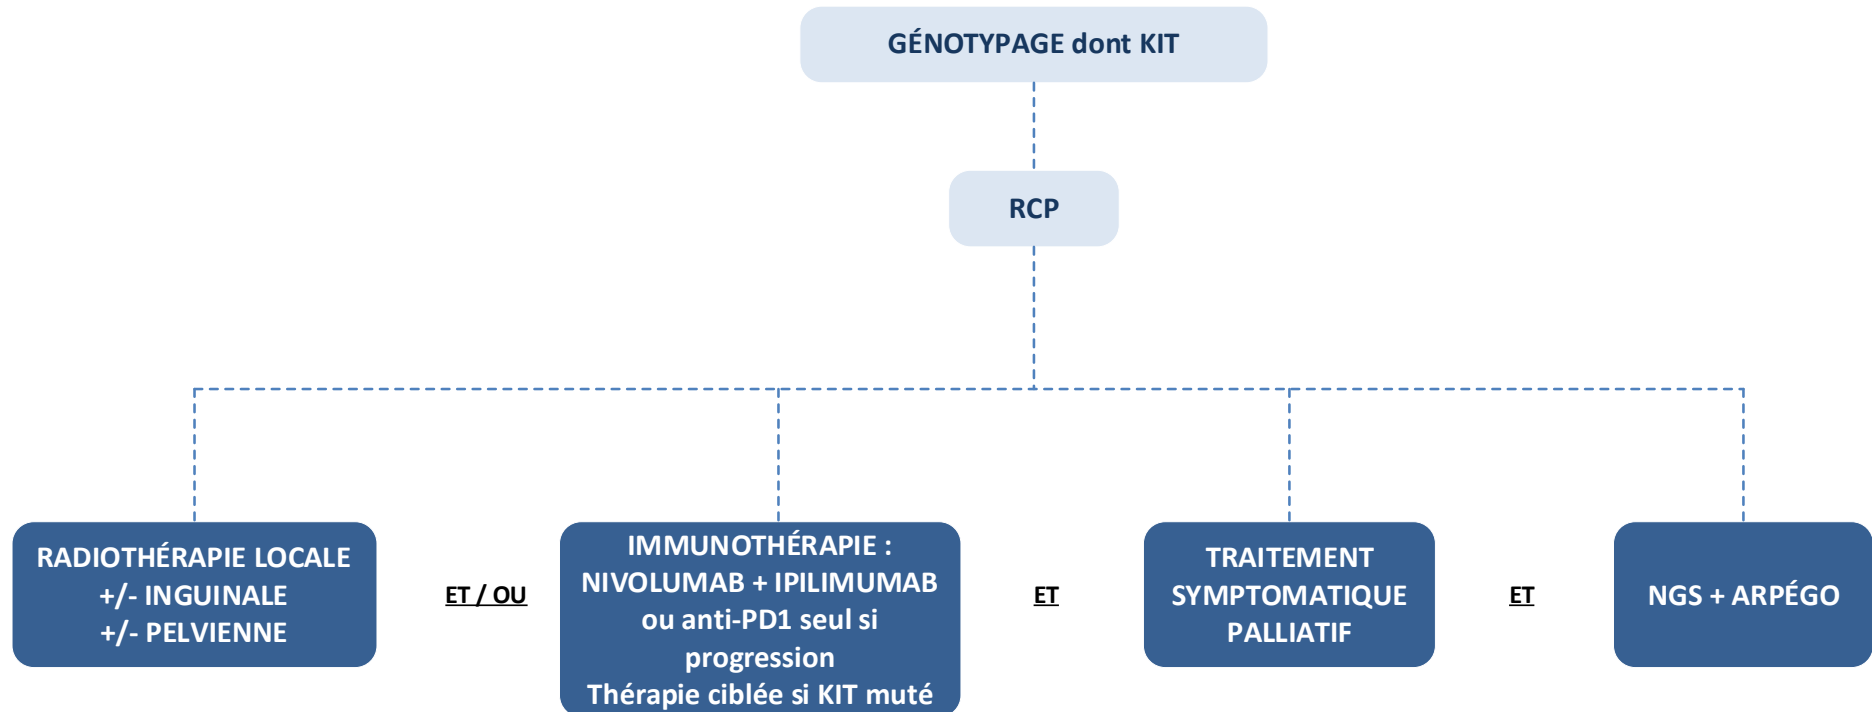 GÉNOTYPAGE dont KIT
RCP
RADIOTHÉRAPIE LOCALE
+/- INGUINALE
+/- PELVIENNE
ET / OU
IMMUNOTHÉRAPIE :
NIVOLUMAB + IPILIMUMAB
ou anti-PD1 seul si
progression
Thérapie ciblée si KIT muté
ET
TRAITEMENT
SYMPTOMATIQUE
PALLIATIF
ET
NGS + ARPÉGO